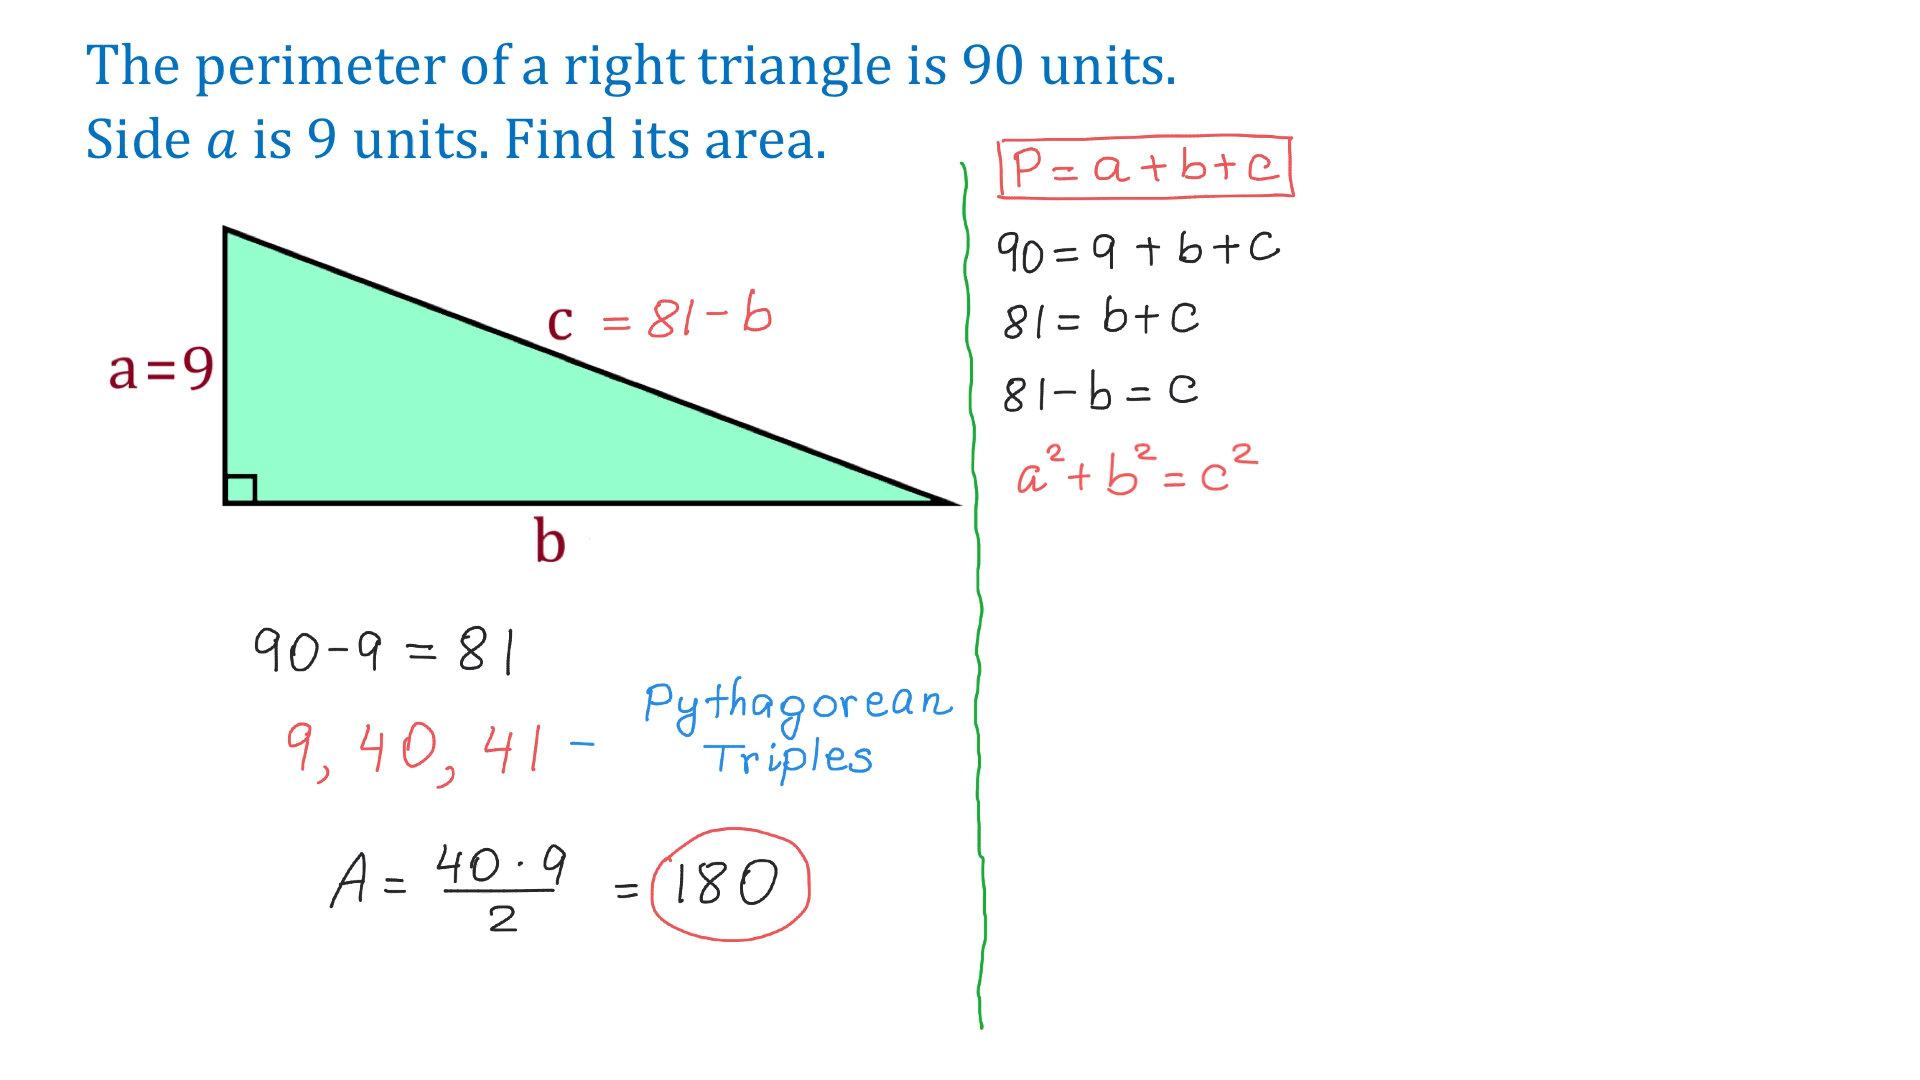 The perimeter of a right triangle is 90 units.
Side a is 9 units. Find its area.
a=9
c = 81 - b
b
90 - 9 = 81
9, 40, 41 - Pythagorean
Triples
A = 40 · 9 / 2 = 180
P = a + b + c
90 = 9 + b + c
81 = b + c
81 - b = c
a² + b² = c²